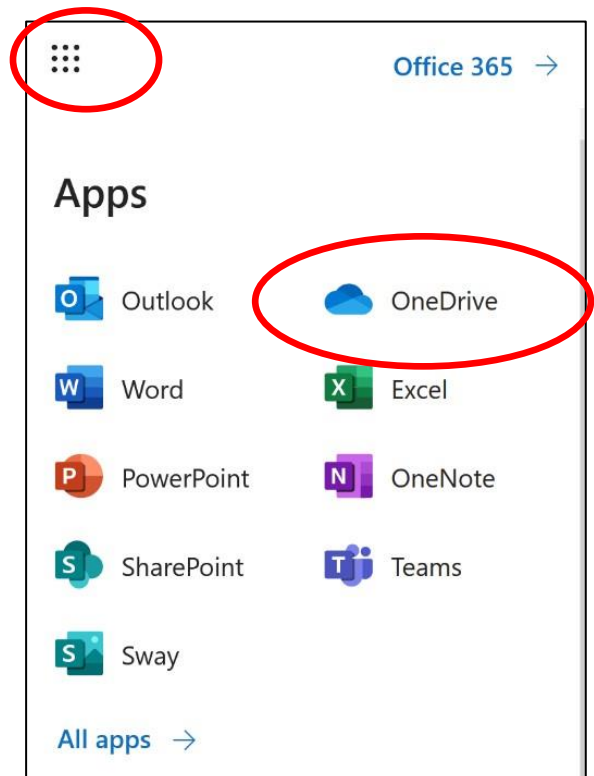 Office 365 →
Apps
O Outlook
OneDrive
W Word
X Excel
P PowerPoint
N OneNote
S SharePoint
T Teams
S Sway
All apps →